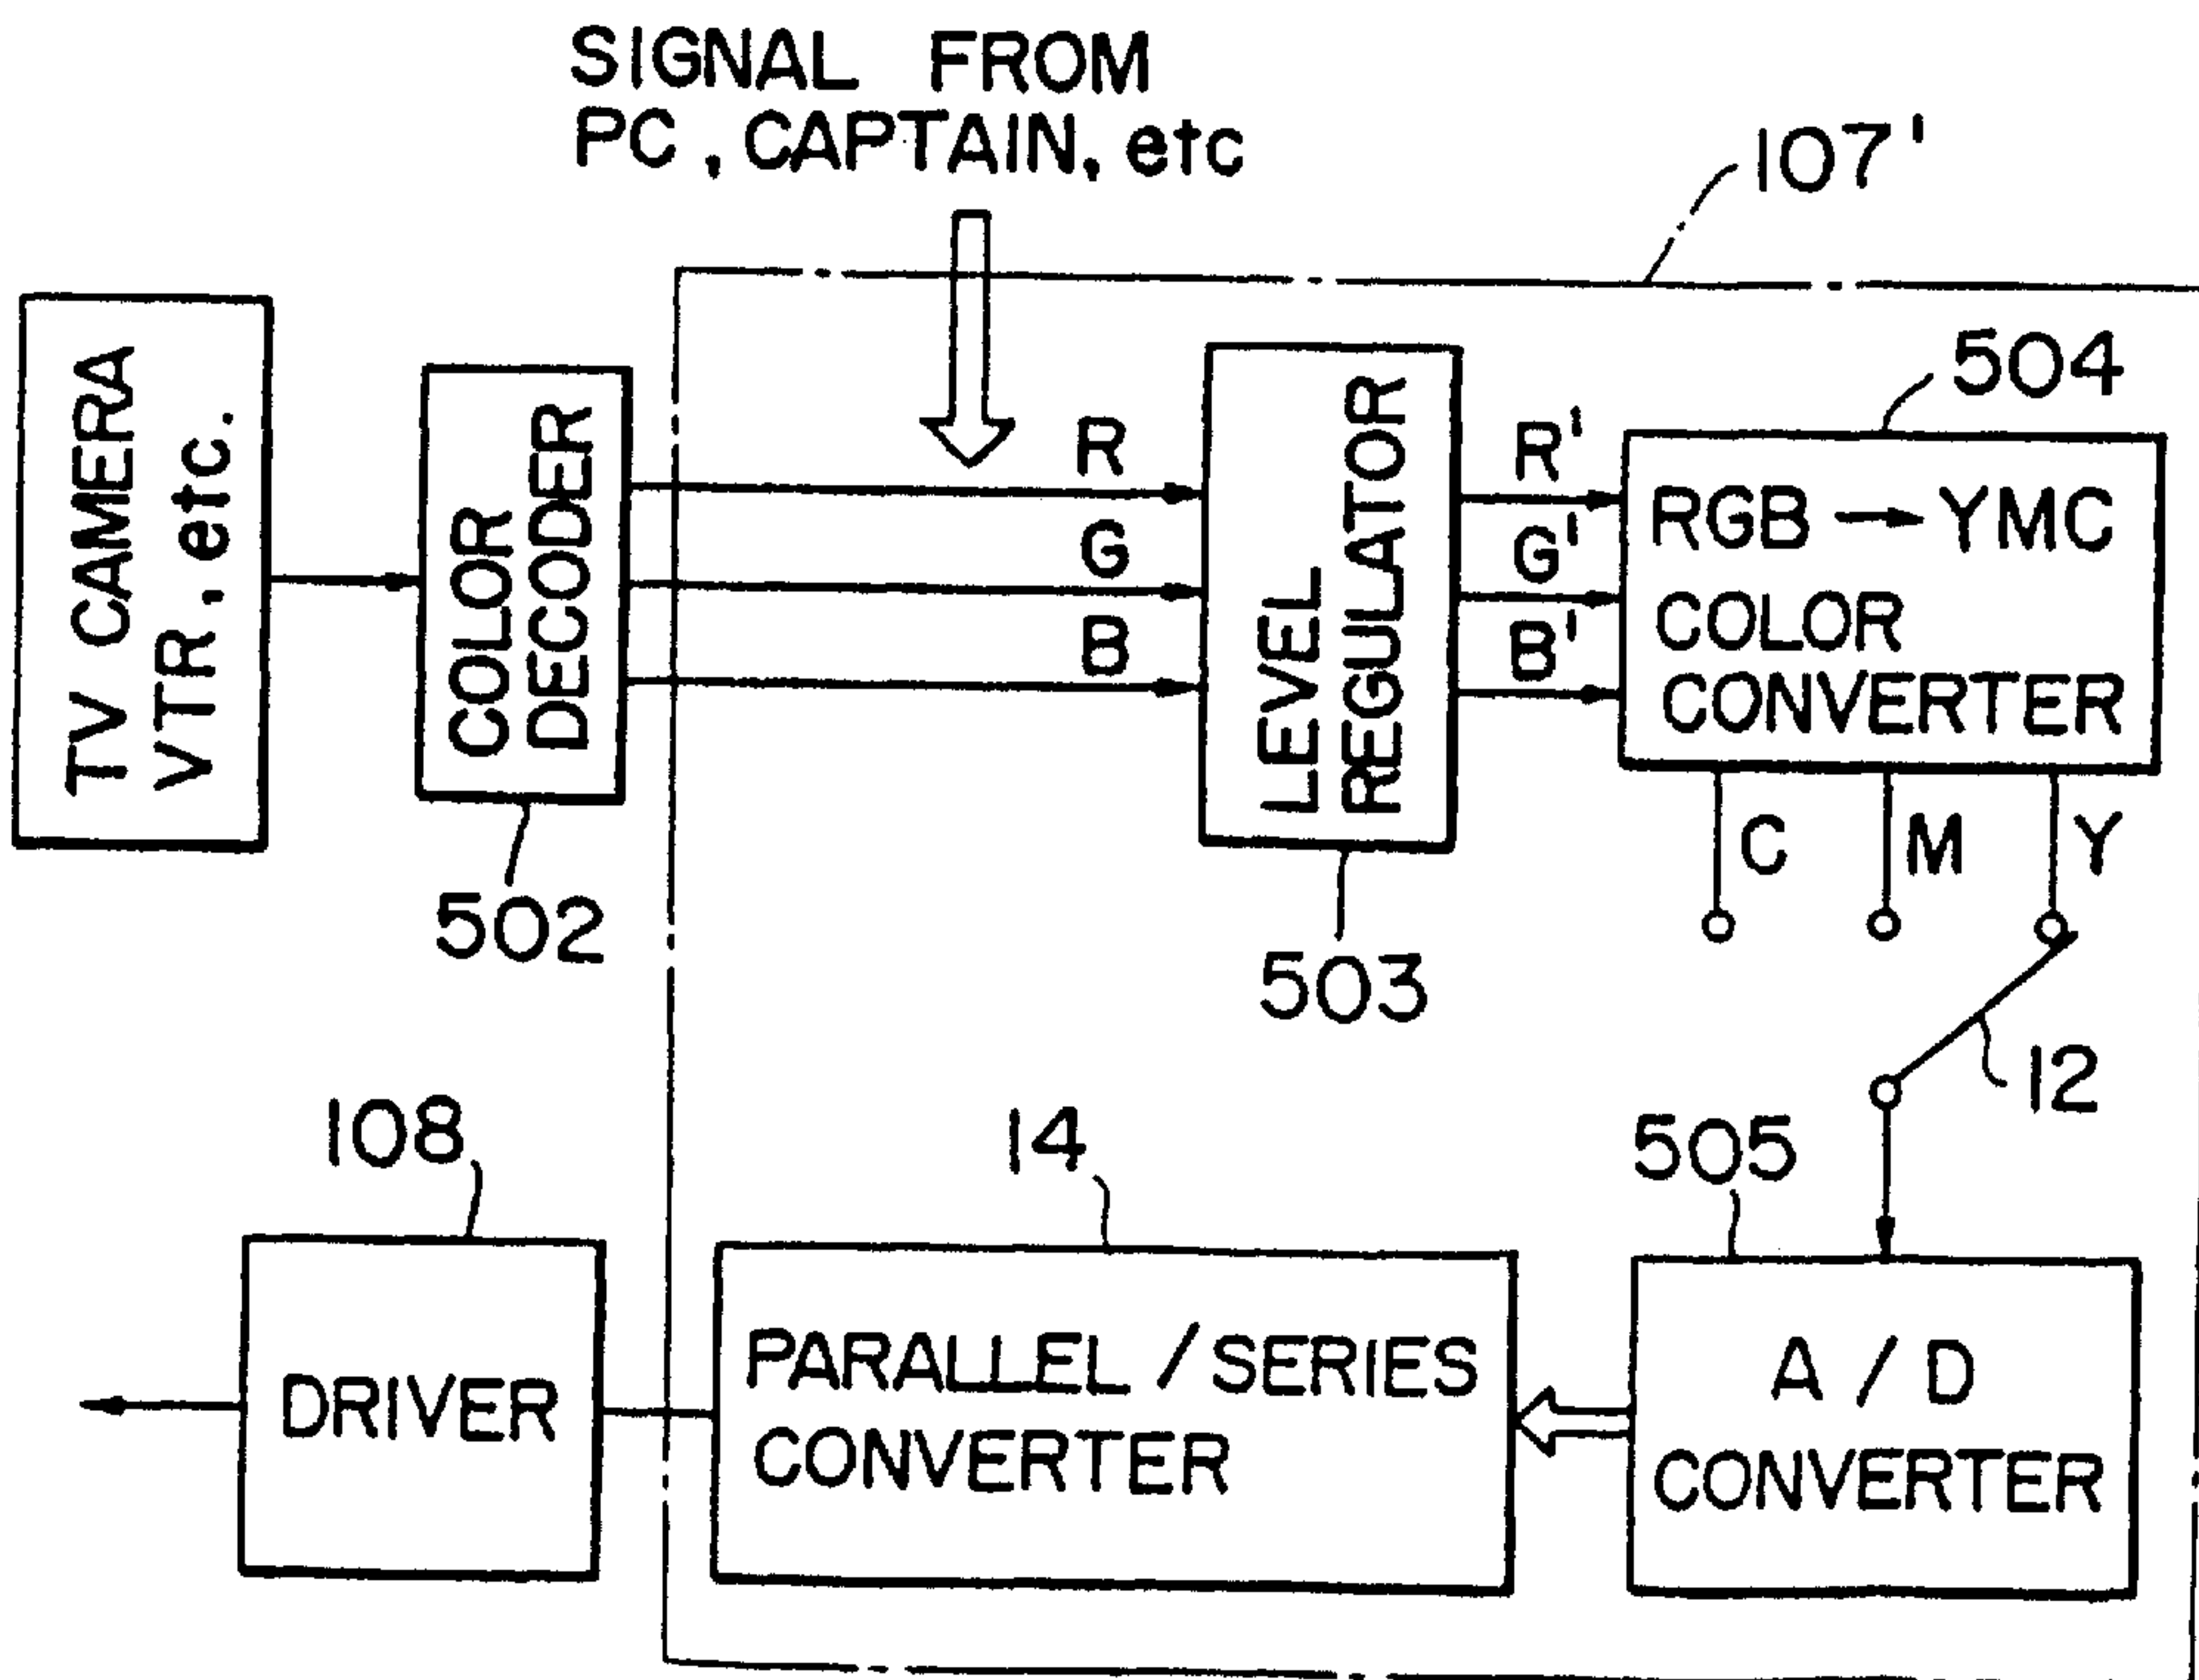 SIGNAL FROM
PC, CAPTAIN, etc
107'
TV CAMERA
VTR, etc.
COLOR
DECODER
502
R
G
B
LEVEL
REGULATOR
503
R'
G'
B'
504
RGB → YMC
COLOR
CONVERTER
C
M
Y
12
108
DRIVER
14
PARALLEL / SERIES
CONVERTER
505
A / D
CONVERTER